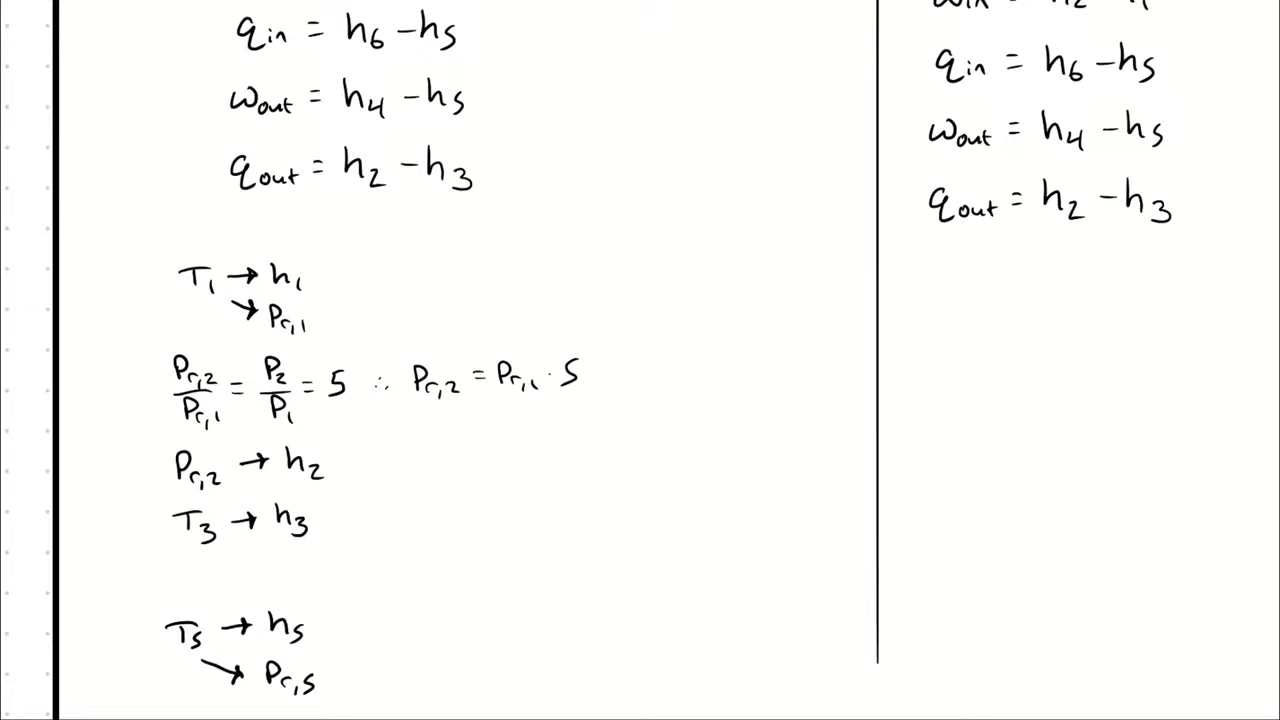 q_in = h_6 - h_5
w_out = h_4 - h_5
q_out = h_2 - h_3
T_1 → h_1
↘ P_r,1
P_r,2 / P_r,1 = P_2 / P_1 = 5 ∴ P_r,2 = P_r,1 · 5
P_r,2 → h_2
T_3 → h_3
T_5 → h_5
↘ P_r,5
q_in = h_6 - h_5
w_out = h_4 - h_5
q_out = h_2 - h_3